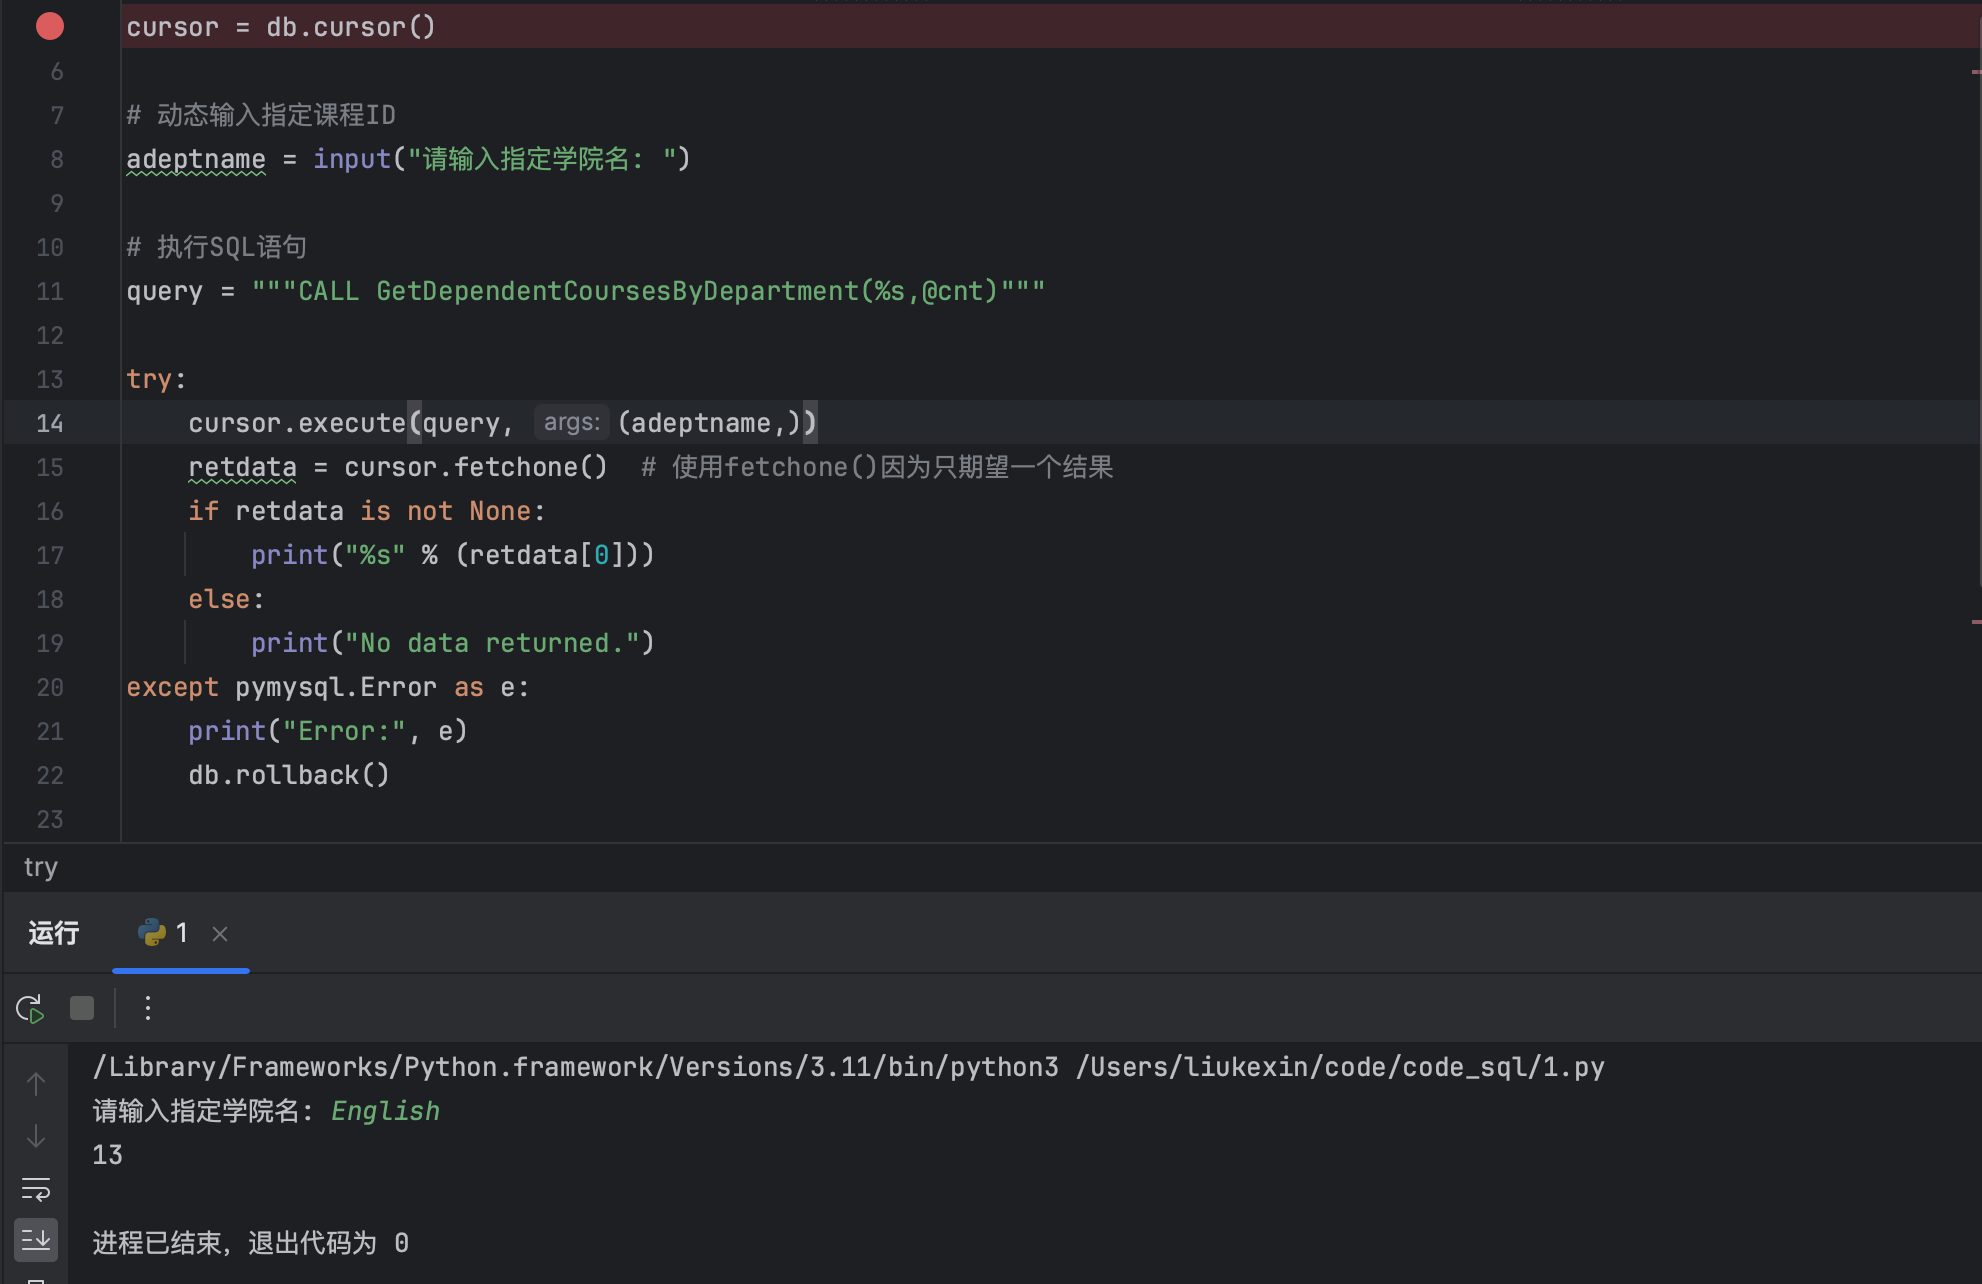 cursor = db.cursor()
6
7 # 动态输入指定课程ID
8 adeptname = input("请输入指定学院名: ")
9
10 # 执行SQL语句
11 query = """CALL GetDependentCoursesByDepartment(%s,@cnt)"""
12
13 try:
14 cursor.execute(query, args: (adeptname,))
15 retdata = cursor.fetchone() # 使用fetchone()因为只期望一个结果
16 if retdata is not None:
17 print("%s" % (retdata[0]))
18 else:
19 print("No data returned.")
20 except pymysql.Error as e:
21 print("Error:", e)
22 db.rollback()
23
try
运行 1
/Library/Frameworks/Python.framework/Versions/3.11/bin/python3 /Users/liukexin/code/code_sql/1.py
请输入指定学院名: English
13
进程已结束，退出代码为 0